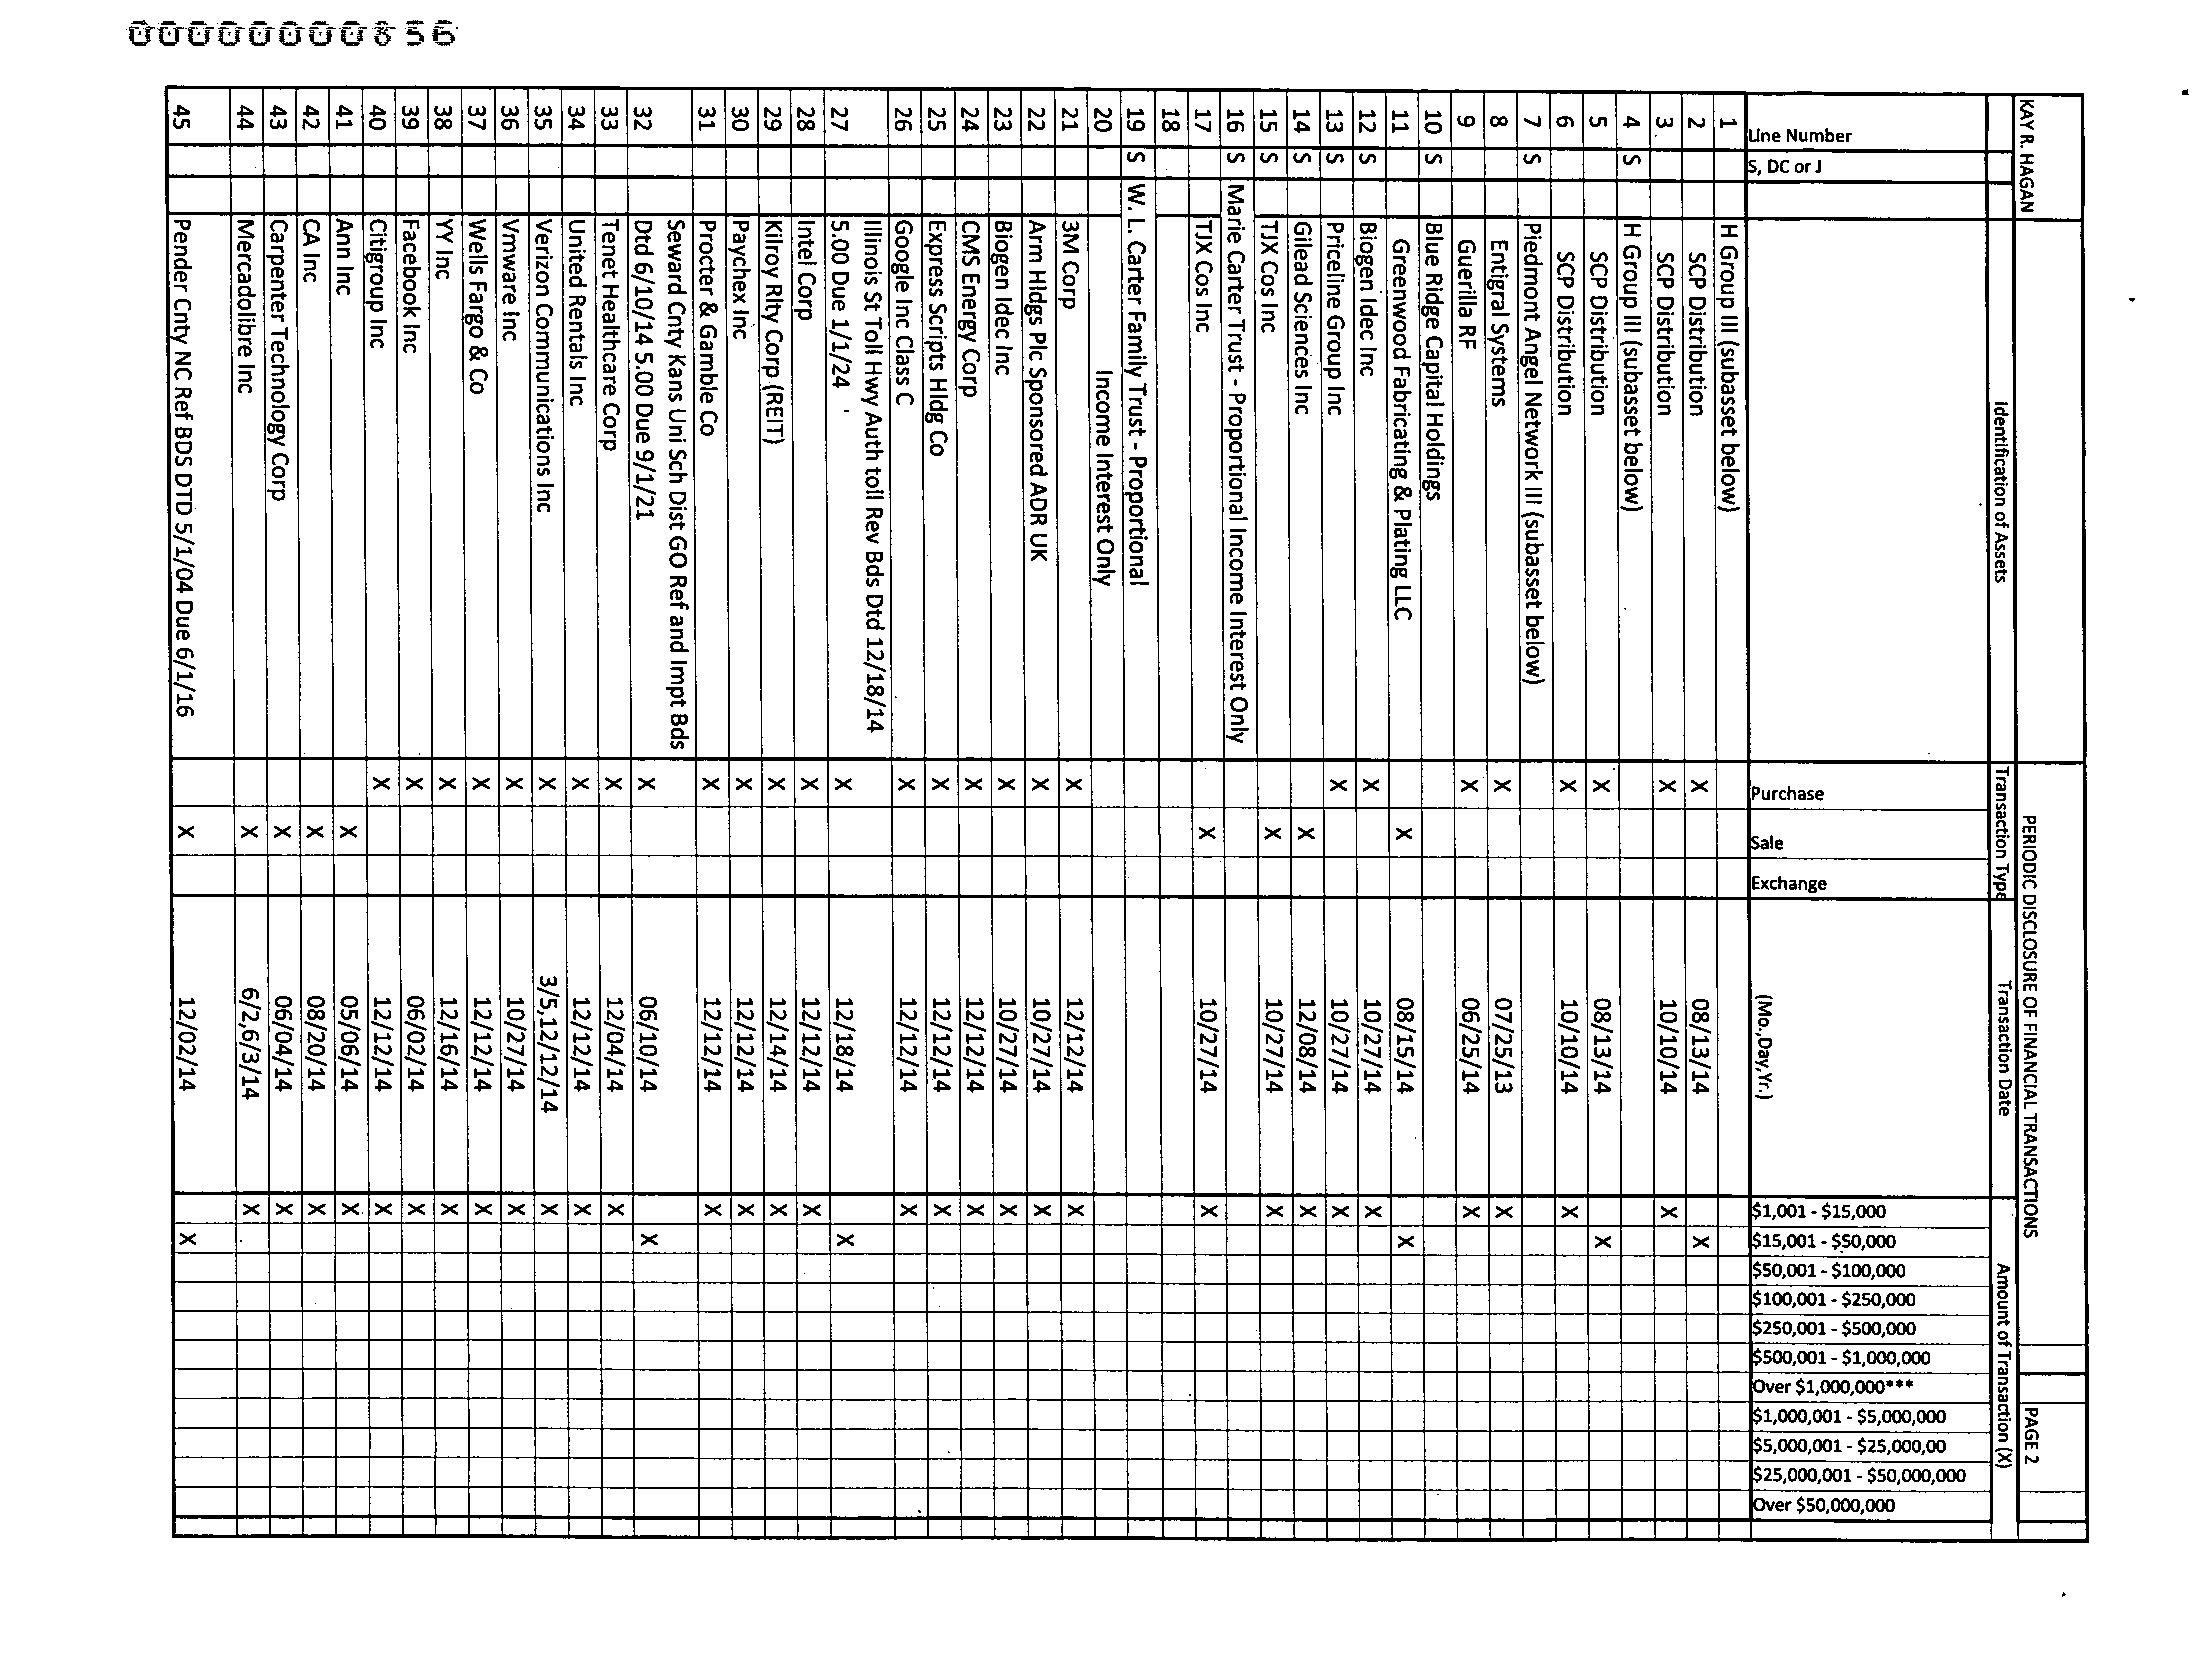 0000000856
KAY R. HAGAN PERIODIC DISCLOSURE OF FINANCIAL TRANSACTIONS PAGE 2
Identification of Assets Transaction Type Transaction Date Amount of Transaction (X)
Line Number S, DC or J Purchase Sale Exchange (Mo.,Day,Yr.) $1,001 - $15,000 $15,001 - $50,000 $50,001 - $100,000 $100,001 - $250,000 $250,001 - $500,000 $500,001 - $1,000,000 Over $1,000,000*** $1,000,001 - $5,000,000 $5,000,001 - $25,000,00 $25,000,001 - $50,000,000 Over $50,000,000
1 H Group III (subasset below)
2 SCP Distribution X 08/13/14 X
3 SCP Distribution X 10/10/14 X
4 S H Group III (subasset below)
5 SCP Distribution X 08/13/14 X
6 SCP Distribution X 10/10/14 X
7 S Piedmont Angel Network III (subasset below)
8 Entigral Systems X 07/25/13 X
9 Guerilla RF X 06/25/14 X
10 S Blue Ridge Capital Holdings
11 Greenwood Fabricating & Plating LLC X 08/15/14 X
12 S Biogen Idec Inc X 10/27/14 X
13 S Priceline Group Inc X 10/27/14 X
14 S Gilead Sciences Inc X 12/08/14 X
15 S TJX Cos Inc X 10/27/14 X
16 S Marie Carter Trust - Proportional Income Interest Only
17 TJX Cos Inc X 10/27/14 X
18
19 S W. L. Carter Family Trust - Proportional
20 Income Interest Only
21 3M Corp X 12/12/14 X
22 Arm Hldgs Plc Sponsored ADR UK X 10/27/14 X
23 Biogen Idec Inc X 10/27/14 X
24 CMS Energy Corp X 12/12/14 X
25 Express Scripts Hldg Co X 12/12/14 X
26 Google Inc Class C X 12/12/14 X
Illinois St Toll Hwy Auth toll Rev Bds Dtd 12/18/14
27 5.00 Due 1/1/24 X 12/18/14 X
28 Intel Corp X 12/12/14 X
29 Kilroy Rlty Corp (REIT) X 12/14/14 X
30 Paychex Inc X 12/12/14 X
31 Procter & Gamble Co X 12/12/14 X
Seward Cnty Kans Uni Sch Dist GO Ref and Impt Bds
32 Dtd 6/10/14 5.00 Due 9/1/21 X 06/10/14 X
33 Tenet Healthcare Corp X 12/04/14 X
34 United Rentals Inc X 12/12/14 X
35 Verizon Communications Inc X 3/5,12/12/14 X
36 Vmware Inc X 10/27/14 X
37 Wells Fargo & Co X 12/12/14 X
38 YY Inc X 12/16/14 X
39 Facebook Inc X 06/02/14 X
40 Citigroup Inc X 12/12/14 X
41 Ann Inc X 05/06/14 X
42 CA Inc X 08/20/14 X
43 Carpenter Technology Corp X 06/04/14 X
44 Mercadolibre Inc X 6/2,6/3/14 X
45 Pender Cnty NC Ref BDS DTD 5/1/04 Due 6/1/16 X 12/02/14 X